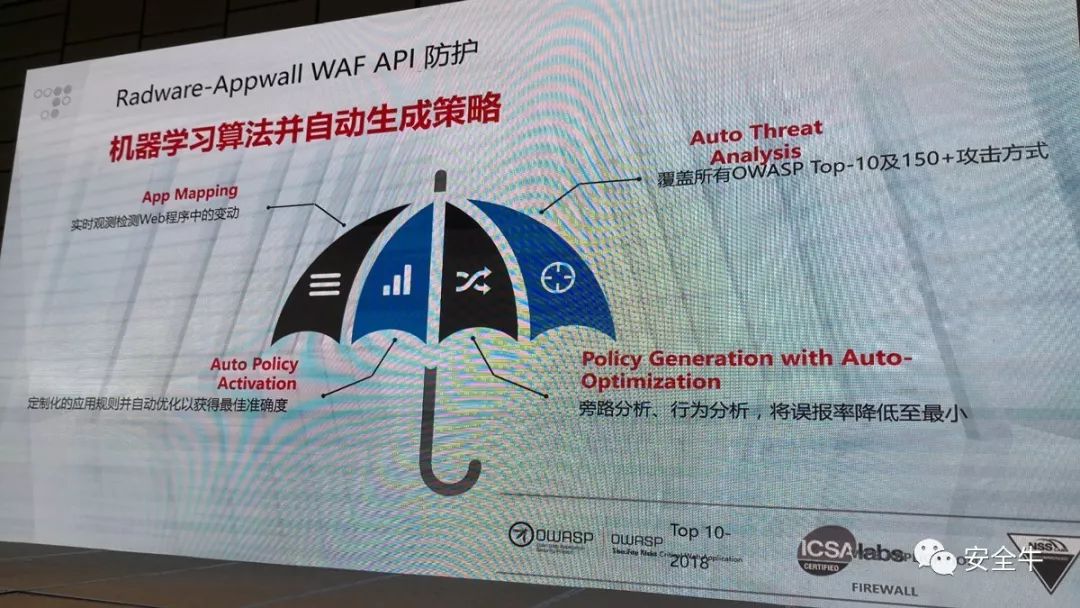 Radware-Appwall WAF API 防护
机器学习算法并自动生成策略
App Mapping
实时观测检测Web程序中的变动
Auto Threat
Analysis
覆盖所有OWASP Top-10及150+攻击方式
Auto Policy
Activation
定制化的应用规则并自动优化以获得最佳准确度
Policy Generation with Auto-
Optimization
旁路分析、行为分析，将误报率降低至最小
OWASP
OWASP
Top 10-
2018
Web Application
ICSA labs
CERTIFIED
FIREWALL
NSS
安全牛